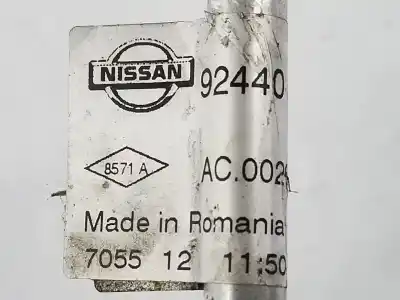 NISSAN 92440
8571 A AC.002
Made in Romania
7055 12 11:50